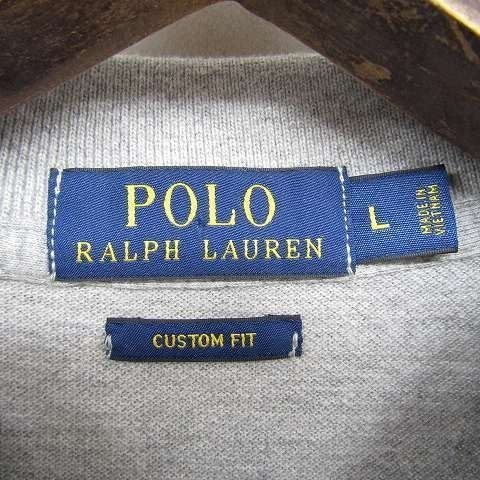 POLO
RALPH LAUREN
L
MADE IN
VIETNAM
CUSTOM FIT